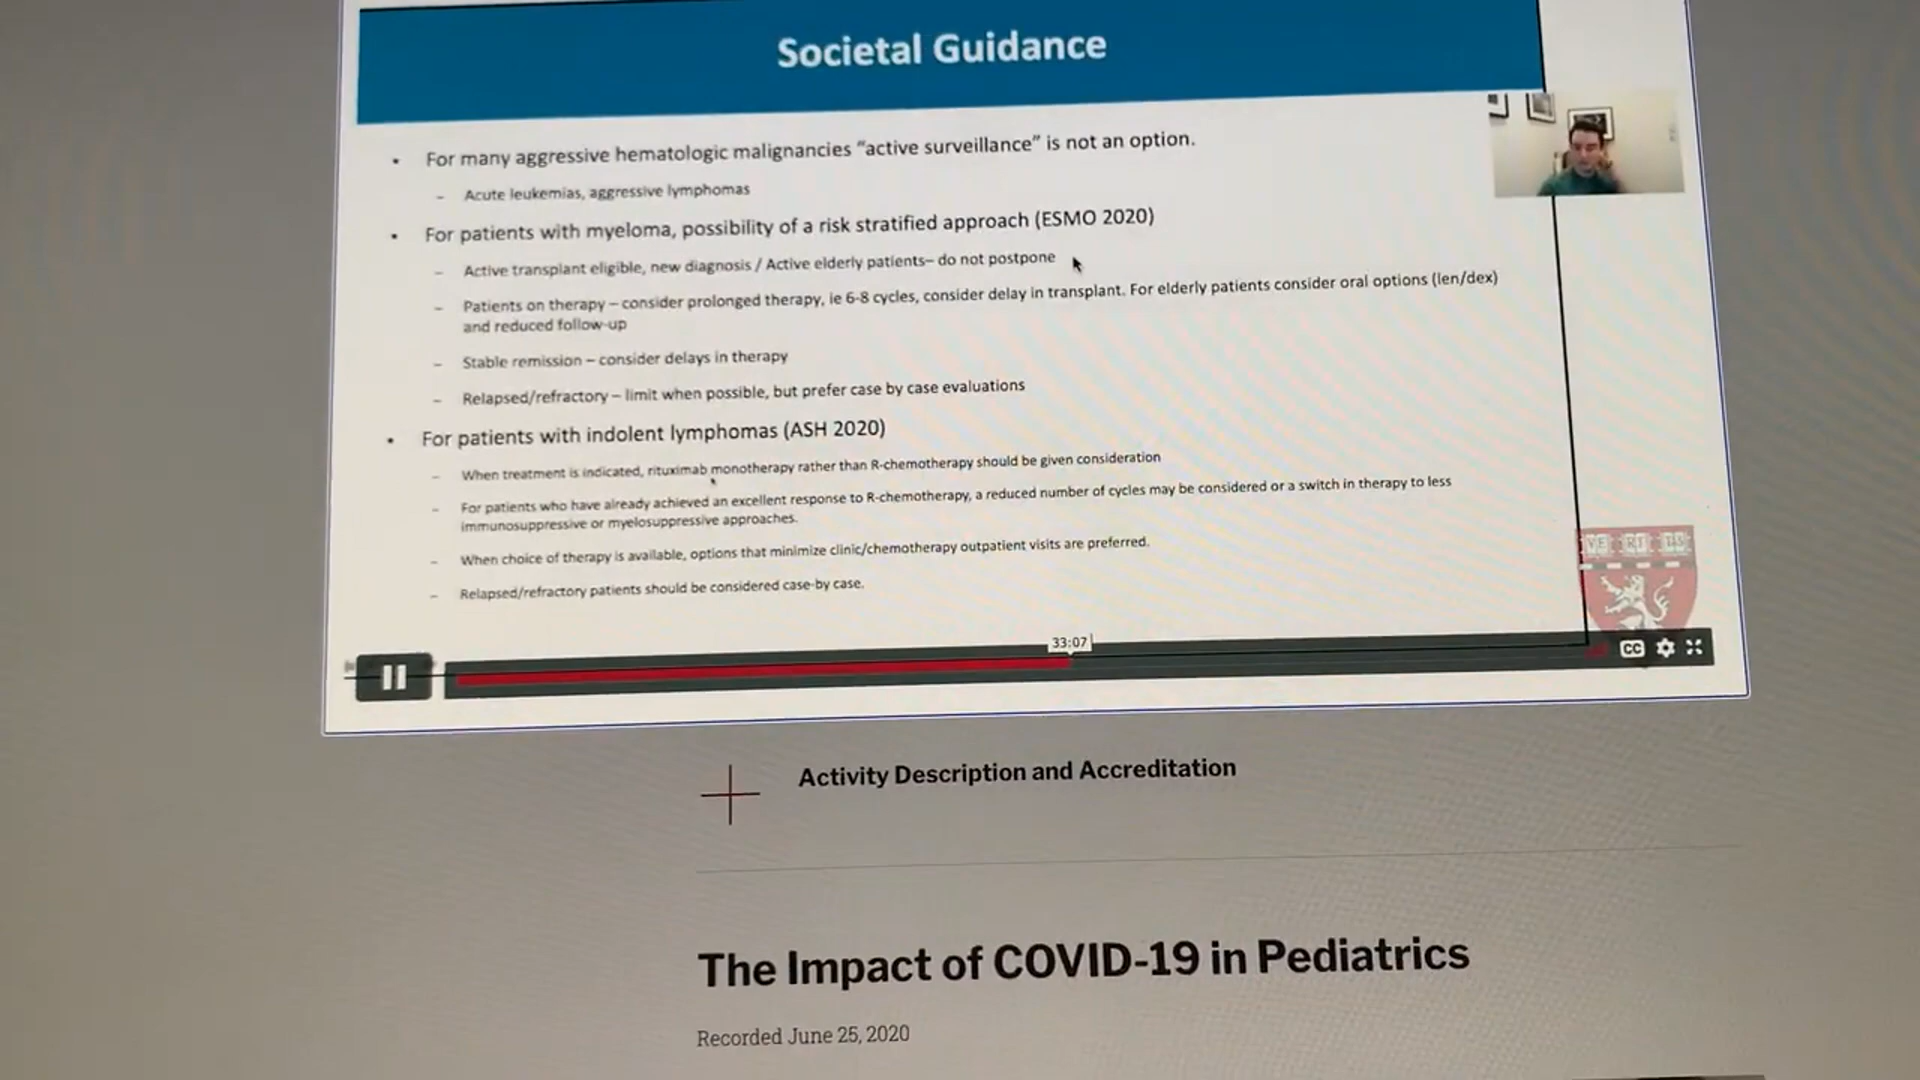 Societal Guidance
• For many aggressive hematologic malignancies “active surveillance” is not an option.
– Acute leukemias, aggressive lymphomas
• For patients with myeloma, possibility of a risk stratified approach (ESMO 2020)
– Active transplant eligible, new diagnosis / Active elderly patients– do not postpone
– Patients on therapy – consider prolonged therapy, ie 6-8 cycles, consider delay in transplant. For elderly patients consider oral options (len/dex)
and reduced follow-up
– Stable remission – consider delays in therapy
– Relapsed/refractory – limit when possible, but prefer case by case evaluations
• For patients with indolent lymphomas (ASH 2020)
– When treatment is indicated, rituximab monotherapy rather than R-chemotherapy should be given consideration
– For patients who have already achieved an excellent response to R-chemotherapy, a reduced number of cycles may be considered or a switch in therapy to less
immunosuppressive or myelosuppressive approaches.
– When choice of therapy is available, options that minimize clinic/chemotherapy outpatient visits are preferred.
– Relapsed/refractory patients should be considered case-by case.
VE RI TAS
33:07
CC
Activity Description and Accreditation
The Impact of COVID-19 in Pediatrics
Recorded June 25, 2020